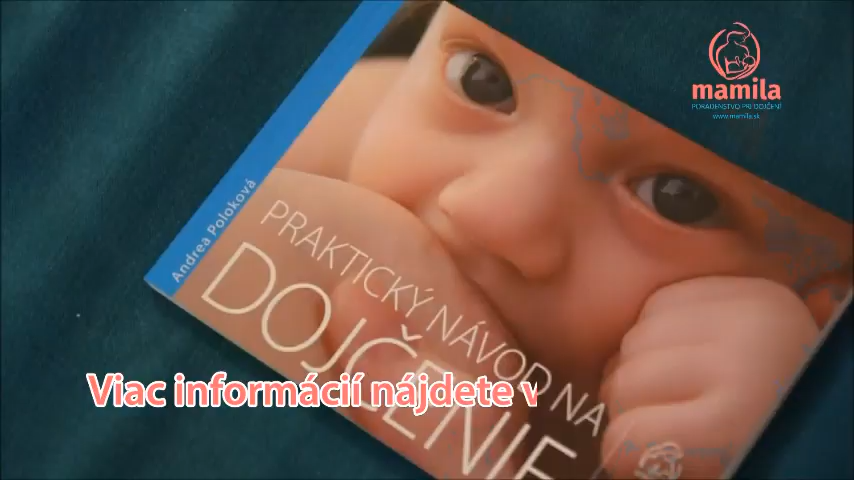 mamila
PORADENSTVO PRI DOJČENÍ
www.mamila.sk
Andrea Poloková
PRAKTICKÝ NÁVOD NA
DOJČENIE
Viac informácií nájdete v